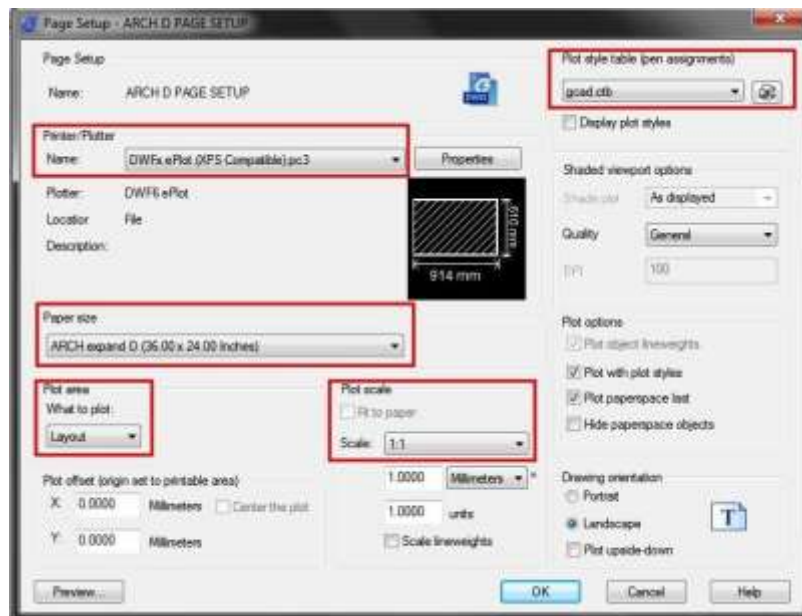 Page Setup - ARCH D PAGE SETUP
Page Setup
Name: ARCH D PAGE SETUP
DWG
Printer/Plotter
Name: DWFx ePlot (XPS Compatible).pc3
Properties
Plotter: DWF6 ePlot
Location File
Description:
610 mm
914 mm
Paper size
ARCH expand D (36.00 x 24.00 Inches)
Plot area
What to plot:
Layout
Plot scale
Fit to paper
Scale: 1:1
1.0000 Millimeters =
1.0000 units
Scale lineweights
Plot offset (origin set to printable area)
X: 0.0000 Millimeters Center the plot
Y: 0.0000 Millimeters
Plot style table (pen assignments)
gcad.ctb
Display plot styles
Shaded viewport options
Shade plot As displayed
Quality General
DPI 100
Plot options
Plot object lineweights
Plot with plot styles
Plot paperspace last
Hide paperspace objects
Drawing orientation
Portrait
Landscape
Plot upside-down
T
Preview...
OK Cancel Help